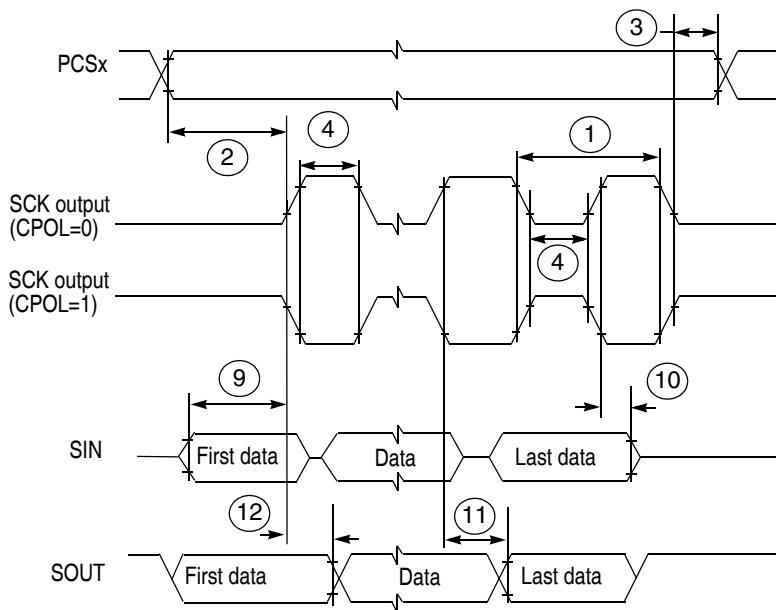 3
PCSx
2
4
1
SCK output
(CPOL=0)
4
SCK output
(CPOL=1)
9
10
SIN
First data
Data
Last data
12
11
SOUT
First data
Data
Last data